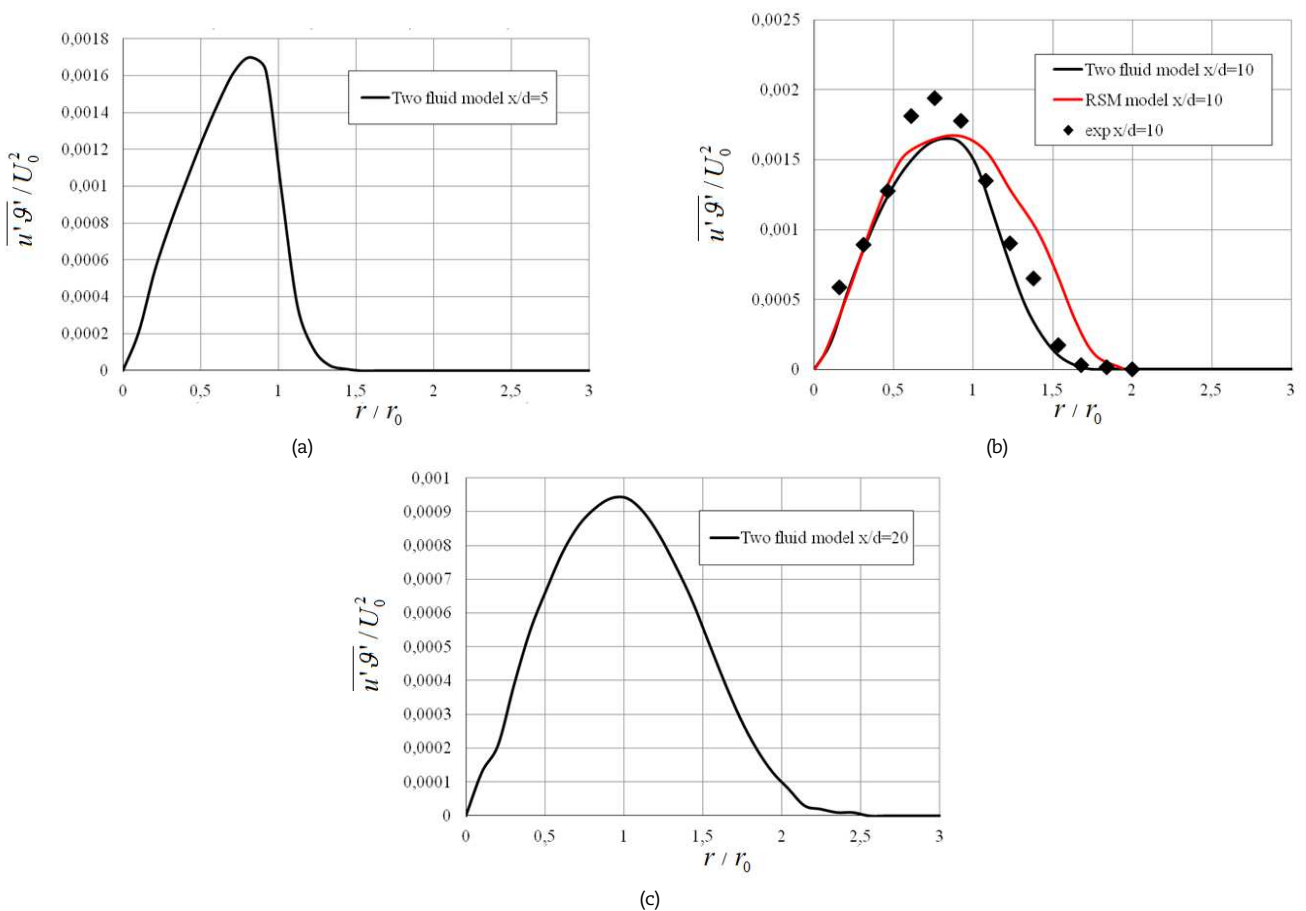 0,0018
0,0016
0,0014
0,0012
0,001
0,0008
0,0006
0,0004
0,0002
0
u'ϑ' / U₀²
Two fluid model x/d=5
0 0,5 1 1,5 2 2,5 3
r / r₀
(a)
0,0025
0,002
0,0015
0,001
0,0005
0
u'ϑ' / U₀²
Two fluid model x/d=10
RSM model x/d=10
exp x/d=10
0 0,5 1 1,5 2 2,5 3
r / r₀
(b)
0,001
0,0009
0,0008
0,0007
0,0006
0,0005
0,0004
0,0003
0,0002
0,0001
0
u'ϑ' / U₀²
Two fluid model x/d=20
0 0,5 1 1,5 2 2,5 3
r / r₀
(c)